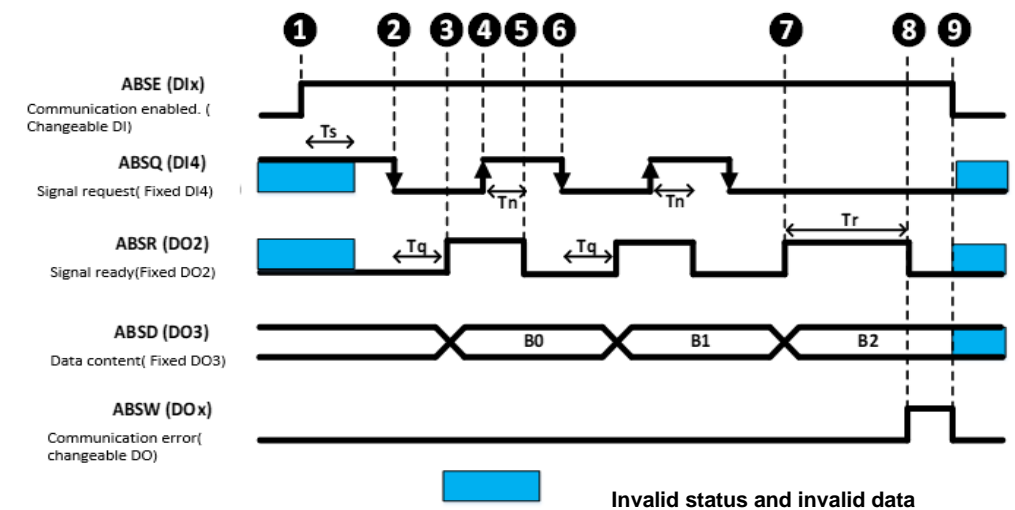 1 2 3 4 5 6 7 8 9
ABSE (DIx)
Communication enabled. (
Changeable DI)
Ts
ABSQ (DI4)
Signal request( Fixed DI4)
Tn
Tn
Tr
ABSR (DO2)
Tq
Tq
Signal ready(Fixed DO2)
ABSD (DO3)
B0 B1 B2
Data content( Fixed DO3)
ABSW (DOx)
Communication error(
changeable DO)
Invalid status and invalid data